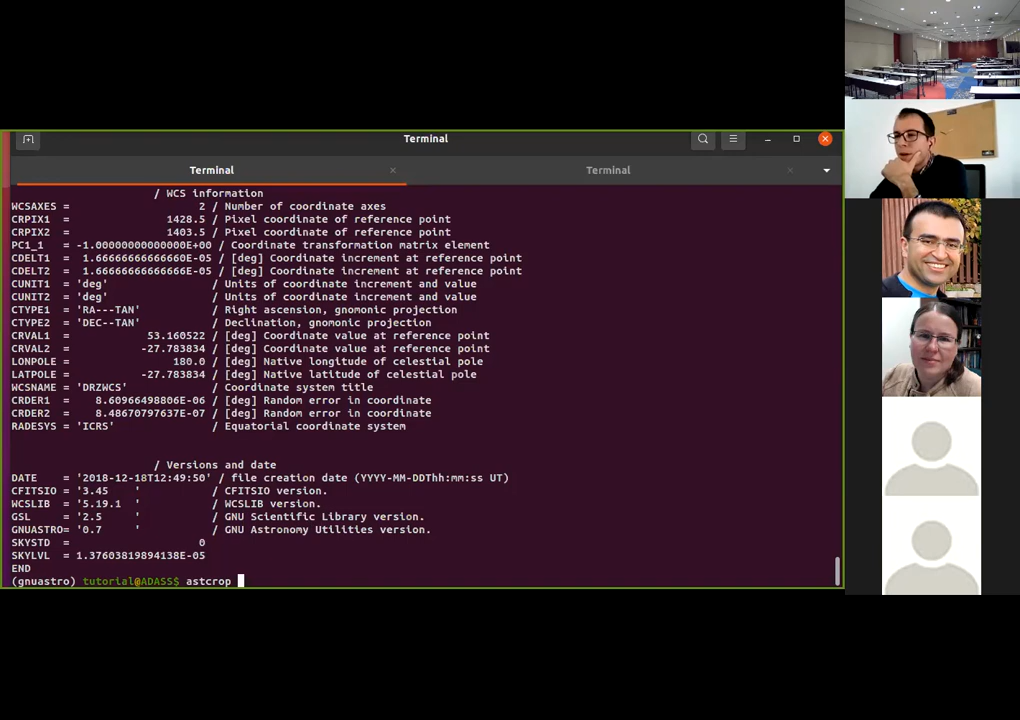 Terminal
Terminal
Terminal
/ WCS information
WCSAXES = 2 / Number of coordinate axes
CRPIX1 = 1428.5 / Pixel coordinate of reference point
CRPIX2 = 1403.5 / Pixel coordinate of reference point
PC1_1 = -1.00000000000000E+00 / Coordinate transformation matrix element
CDELT1 = 1.66666666666660E-05 / [deg] Coordinate increment at reference point
CDELT2 = 1.66666666666666E-05 / [deg] Coordinate increment at reference point
CUNIT1 = 'deg' / Units of coordinate increment and value
CUNIT2 = 'deg' / Units of coordinate increment and value
CTYPE1 = 'RA---TAN' / Right ascension, gnomonic projection
CTYPE2 = 'DEC--TAN' / Declination, gnomonic projection
CRVAL1 = 53.160522 / [deg] Coordinate value at reference point
CRVAL2 = -27.783834 / [deg] Coordinate value at reference point
LONPOLE = 180.0 / [deg] Native longitude of celestial pole
LATPOLE = -27.783834 / [deg] Native latitude of celestial pole
WCSNAME = 'DRZWCS' / Coordinate system title
CRDER1 = 8.60966498806E-06 / [deg] Random error in coordinate
CRDER2 = 8.48670797637E-07 / [deg] Random error in coordinate
RADESYS = 'ICRS' / Equatorial coordinate system
/ Versions and date
DATE = '2018-12-18T12:49:50' / file creation date (YYYY-MM-DDThh:mm:ss UT)
CFITSIO = '3.45 ' / CFITSIO version.
WCSLIB = '5.19.1 ' / WCSLIB version.
GSL = '2.5 ' / GNU Scientific Library version.
GNUASTRO= '0.7 ' / GNU Astronomy Utilities version.
SKYSTD = 0
SKYLVL = 1.37603819894138E-05
END
(gnuastro) tutorial@ADASS$ astcrop